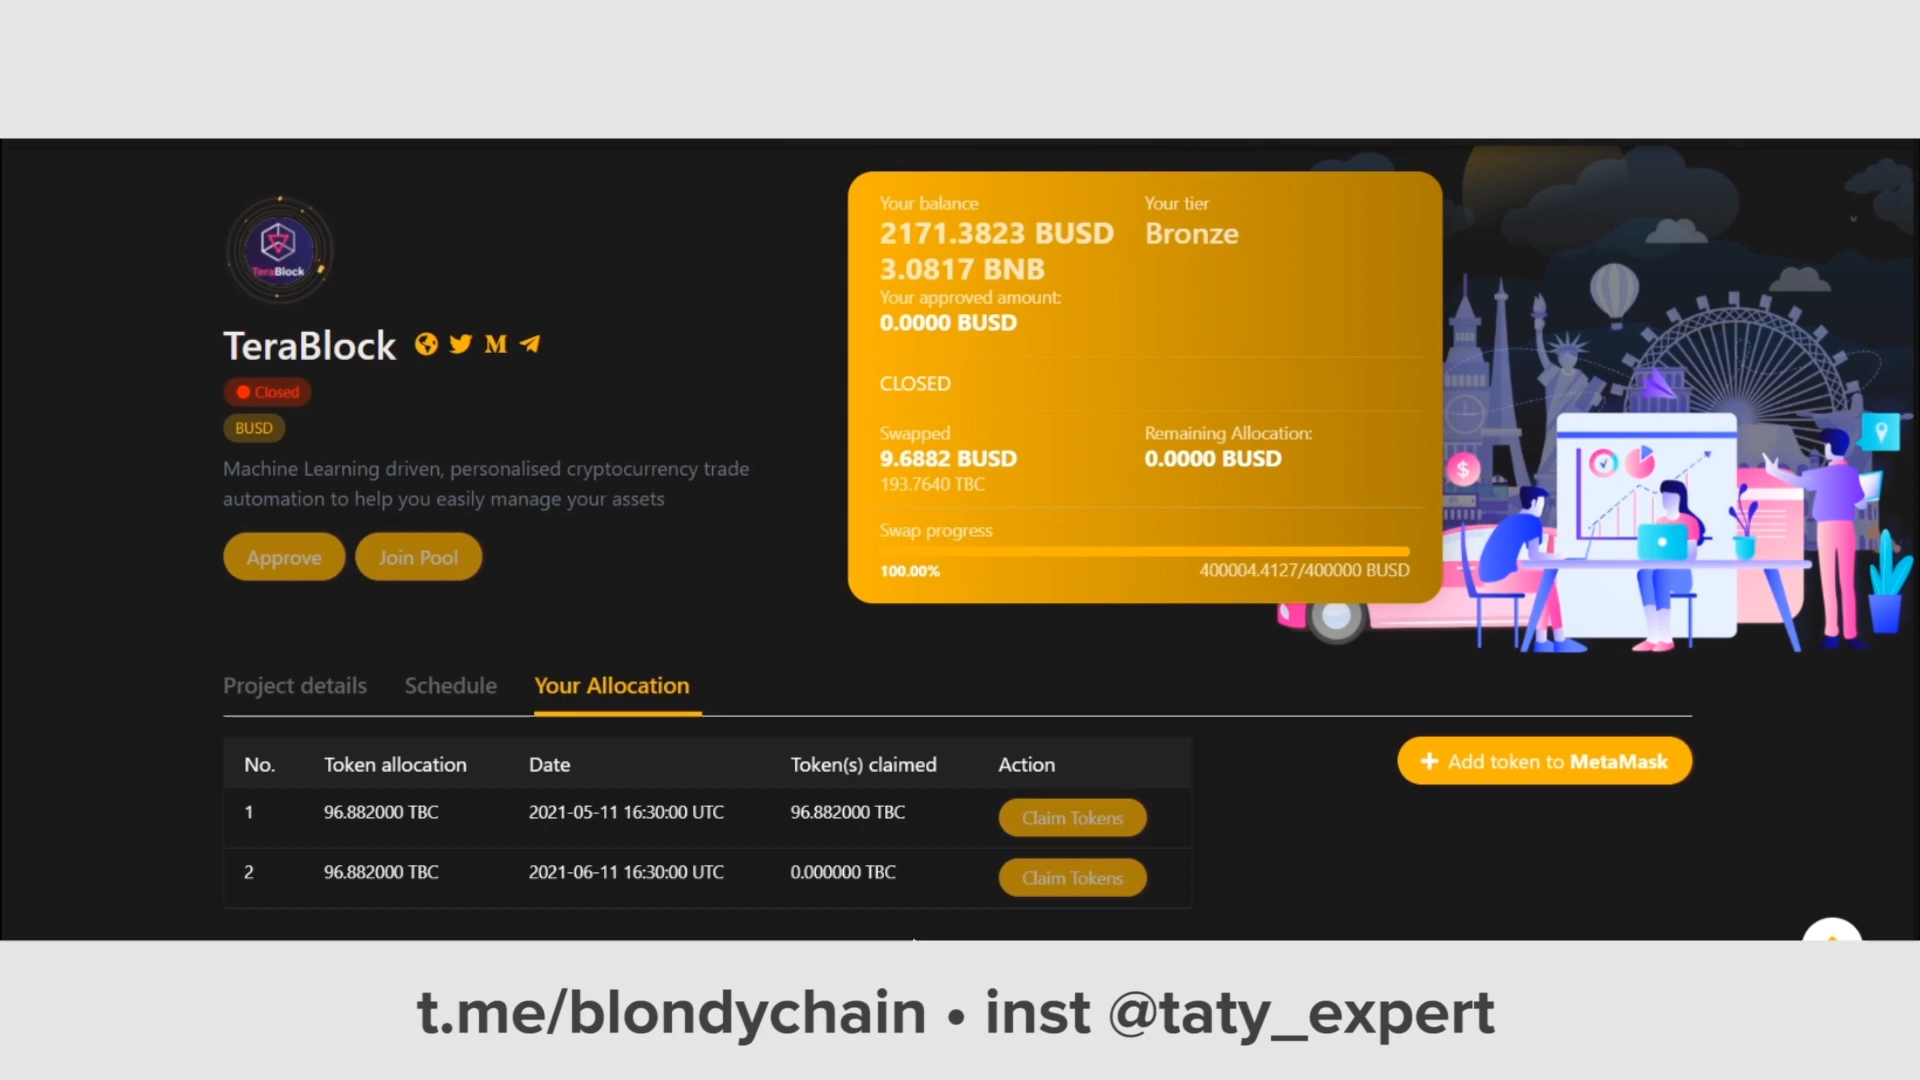 TeraBlock
TeraBlock
Closed
BUSD
Machine Learning driven, personalised cryptocurrency trade
automation to help you easily manage your assets
Approve Join Pool
Your balance Your tier
2171.3823 BUSD Bronze
3.0817 BNB
Your approved amount:
0.0000 BUSD
CLOSED
Swapped Remaining Allocation:
9.6882 BUSD 0.0000 BUSD
193.7640 TBC
Swap progress
100.00% 400004.4127/400000 BUSD
Project details Schedule Your Allocation
No. Token allocation Date Token(s) claimed Action
1 96.882000 TBC 2021-05-11 16:30:00 UTC 96.882000 TBC Claim Tokens
2 96.882000 TBC 2021-06-11 16:30:00 UTC 0.000000 TBC Claim Tokens
+ Add token to MetaMask
t.me/blondychain • inst @taty_expert